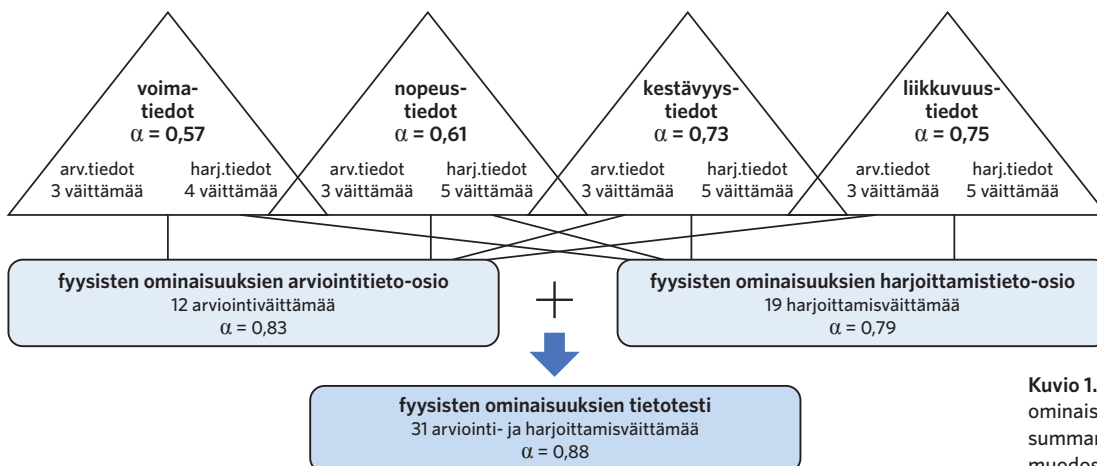 voima-
tiedot
α = 0,57
arv.tiedot
3 väittämää
harj.tiedot
4 väittämää
nopeus-
tiedot
α = 0,61
arv.tiedot
3 väittämää
harj.tiedot
5 väittämää
kestävyys-
tiedot
α = 0,73
arv.tiedot
3 väittämää
harj.tiedot
5 väittämää
liikkuvuus-
tiedot
α = 0,75
arv.tiedot
3 väittämää
harj.tiedot
5 väittämää
fyysisten ominaisuuksien arviointitieto-osio
12 arviointiväittämää
α = 0,83
+
fyysisten ominaisuuksien harjoittamistieto-osio
19 harjoittamisväittämää
α = 0,79
fyysisten ominaisuuksien tietotesti
31 arviointi- ja harjoittamisväittämää
α = 0,88
Kuvio 1.
ominais
summar